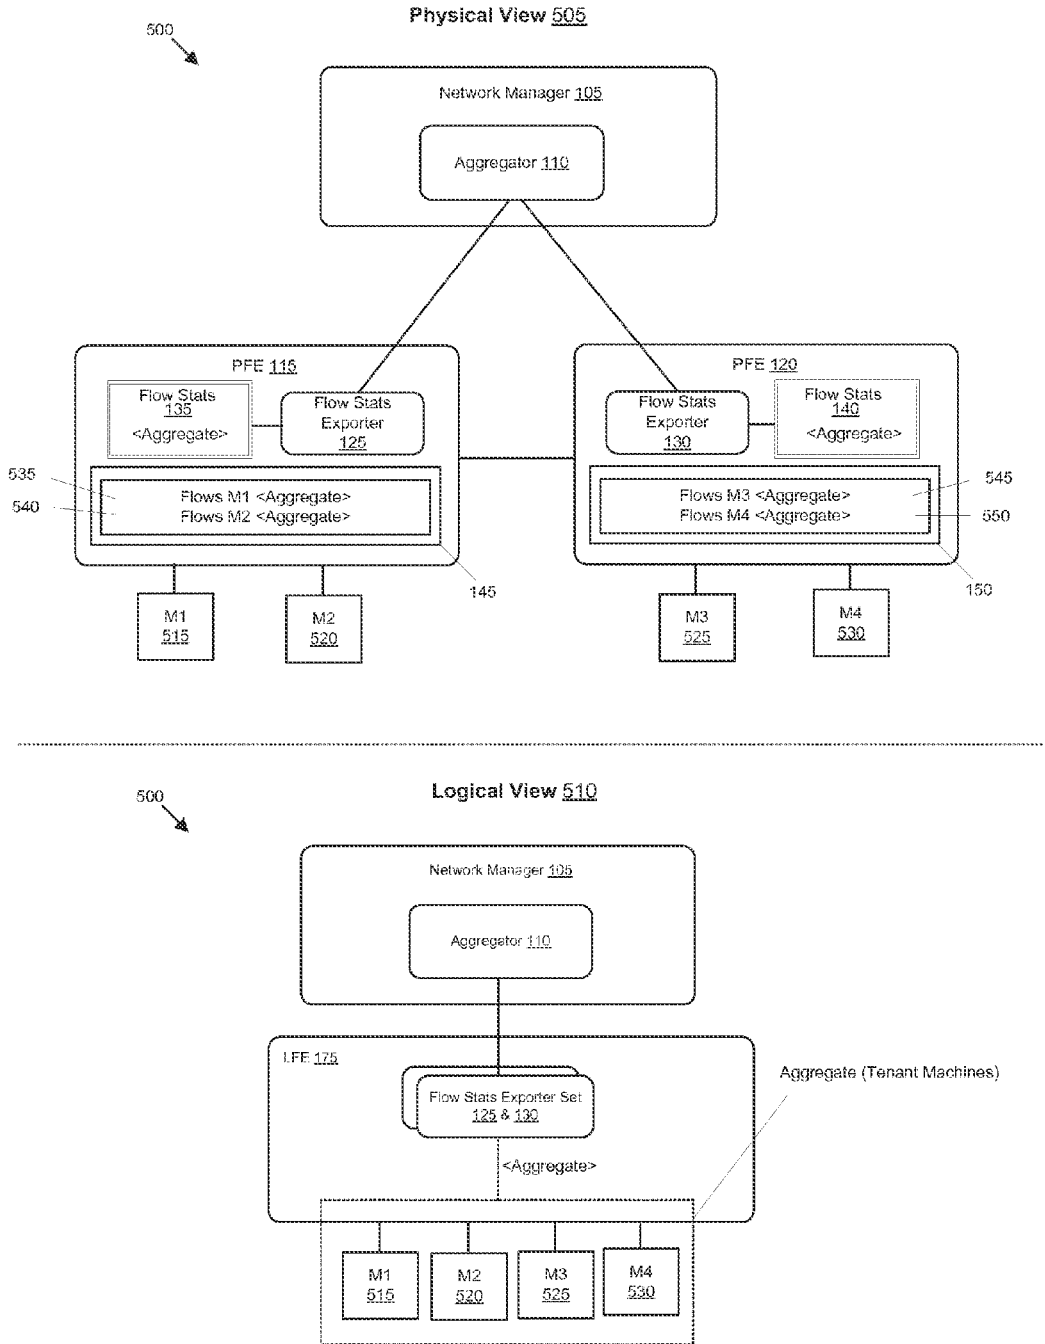 Physical View 505
500
Network Manager 105
Aggregator 110
PFE 115
Flow Stats
135
<Aggregate>
Flow Stats
Exporter
125
PFE 120
Flow Stats
Exporter
130
Flow Stats
140
<Aggregate>
535
540
Flows M1 <Aggregate>
Flows M2 <Aggregate>
Flows M3 <Aggregate>
Flows M4 <Aggregate>
545
550
145
150
M1
515
M2
520
M3
525
M4
530
Logical View 510
500
Network Manager 105
Aggregator 110
LFE 175
Flow Stats Exporter Set
125 & 130
<Aggregate>
Aggregate (Tenant Machines)
M1
515
M2
520
M3
525
M4
530